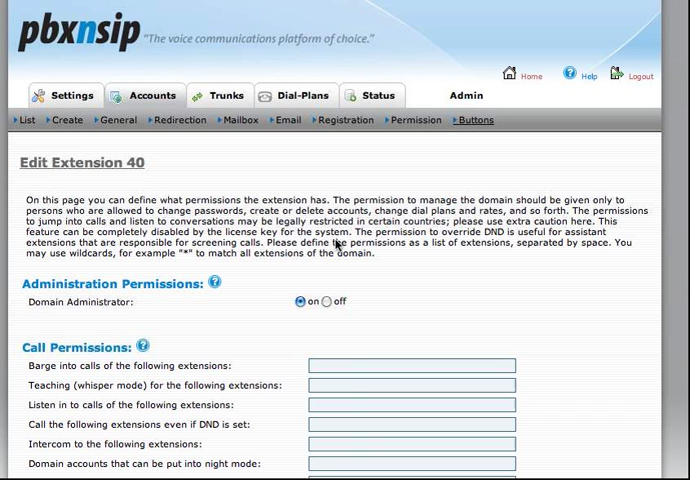 pbxnsip "The voice communications platform of choice."
Home Help Logout
Settings Accounts Trunks Dial-Plans Status Admin
List Create General Redirection Mailbox Email Registration Permission Buttons
Edit Extension 40
On this page you can define what permissions the extension has. The permission to manage the domain should be given only to
persons who are allowed to change passwords, create or delete accounts, change dial plans and rates, and so forth. The permissions
to jump into calls and listen to conversations may be legally restricted in certain countries; please use extra caution here. This
feature can be completely disabled by the license key for the system. The permission to override DND is useful for assistant
extensions that are responsible for screening calls. Please define the permissions as a list of extensions, separated by space. You
may use wildcards, for example "*" to match all extensions of the domain.
Administration Permissions: ?
Domain Administrator: on off
Call Permissions: ?
Barge into calls of the following extensions:
Teaching (whisper mode) for the following extensions:
Listen in to calls of the following extensions:
Call the following extensions even if DND is set:
Intercom to the following extensions:
Domain accounts that can be put into night mode: